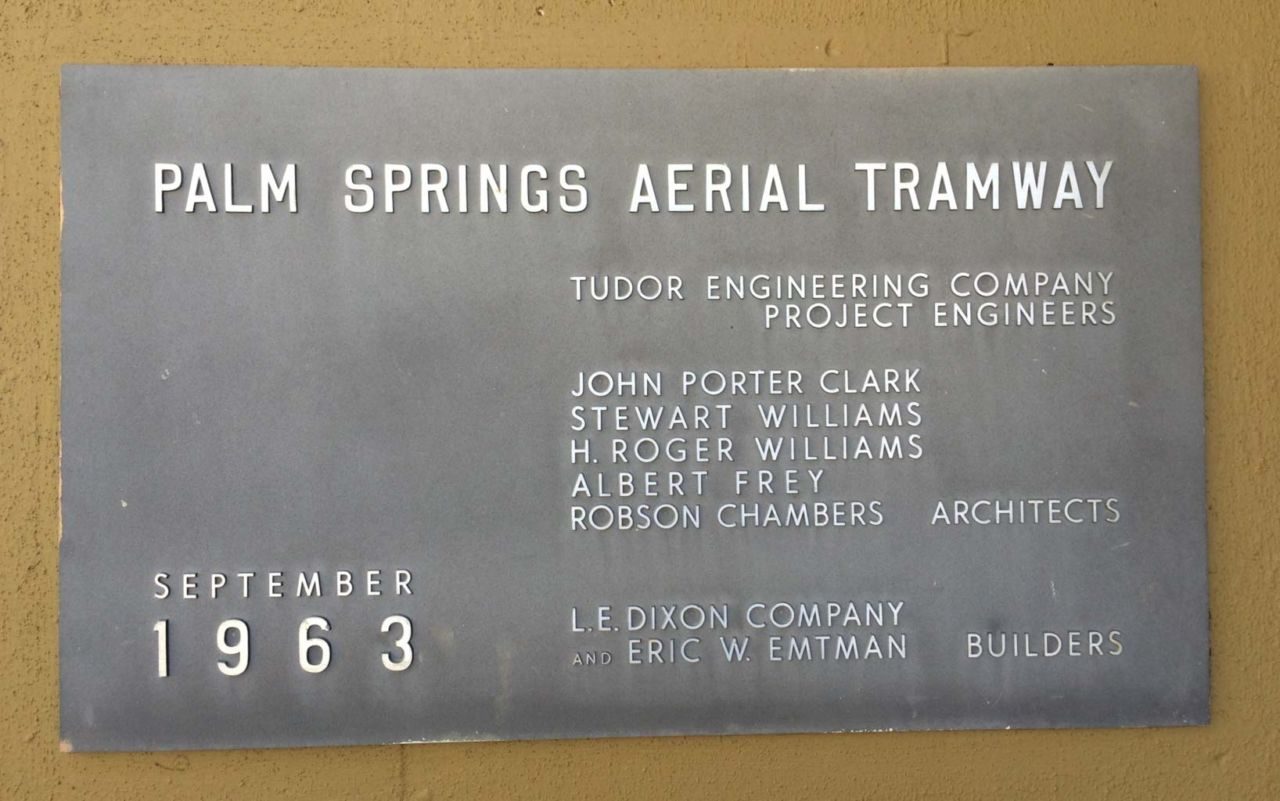 PALM SPRINGS AERIAL TRAMWAY
TUDOR ENGINEERING COMPANY
PROJECT ENGINEERS
JOHN PORTER CLARK
STEWART WILLIAMS
H. ROGER WILLIAMS
ALBERT FREY
ROBSON CHAMBERS ARCHITECTS
SEPTEMBER
1963
L.E. DIXON COMPANY
AND ERIC W. EMTMAN BUILDERS